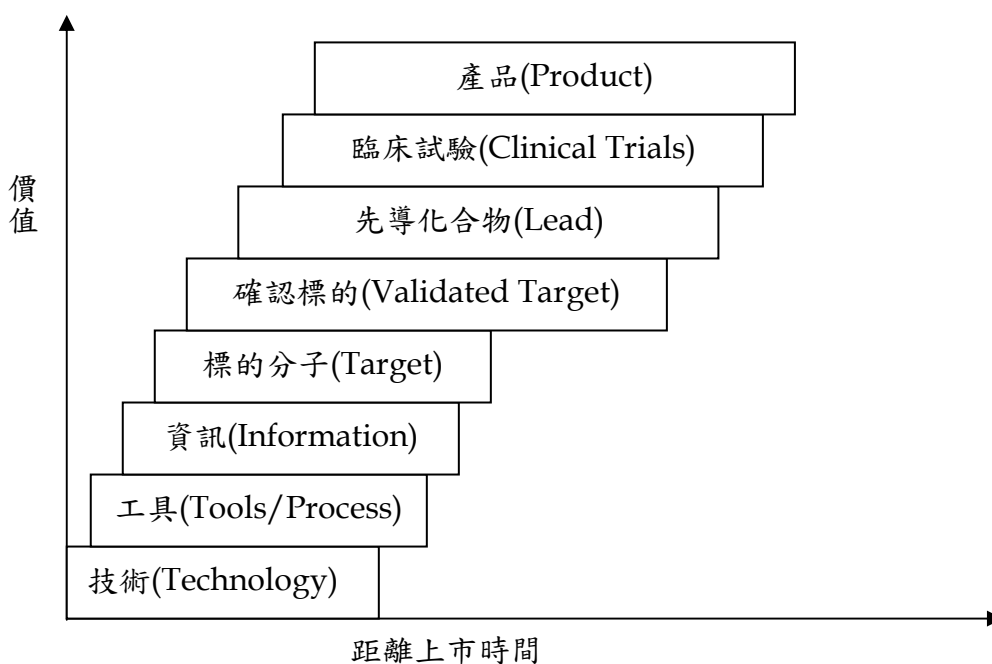 產品(Product)
臨床試驗(Clinical Trials)
價值
先導化合物(Lead)
確認標的(Validated Target)
標的分子(Target)
資訊(Information)
工具(Tools/Process)
技術(Technology)
距離上市時間